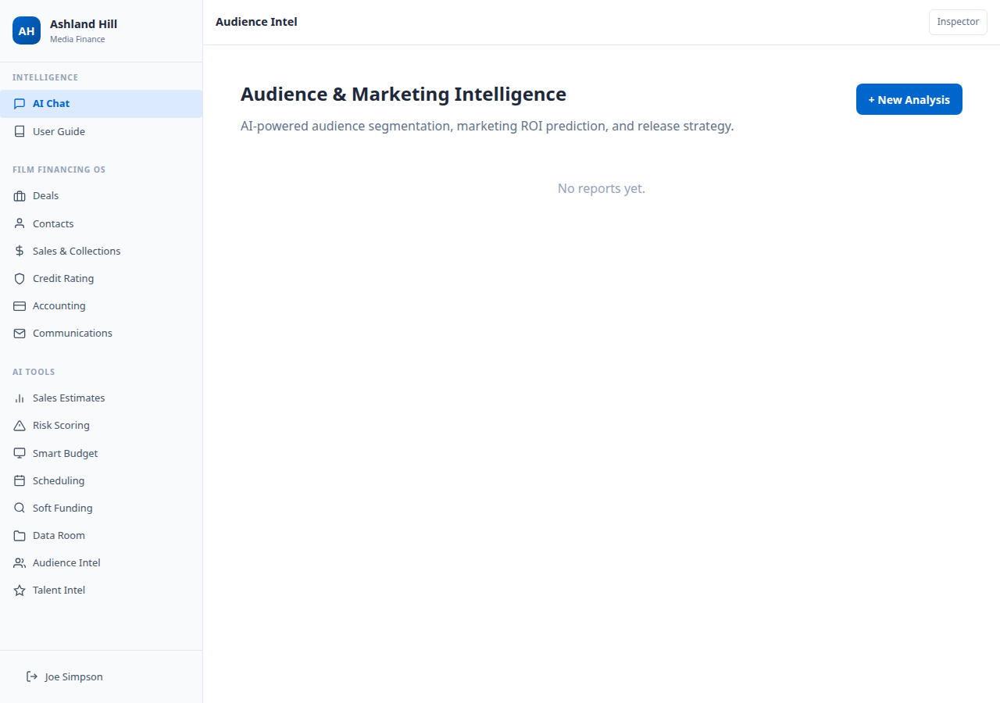 AH
Ashland Hill
Media Finance
INTELLIGENCE
AI Chat
User Guide
FILM FINANCING OS
Deals
Contacts
Sales & Collections
Credit Rating
Accounting
Communications
AI TOOLS
Sales Estimates
Risk Scoring
Smart Budget
Scheduling
Soft Funding
Data Room
Audience Intel
Talent Intel
Joe Simpson
Audience Intel
Inspector
Audience & Marketing Intelligence
+ New Analysis
AI-powered audience segmentation, marketing ROI prediction, and release strategy.
No reports yet.